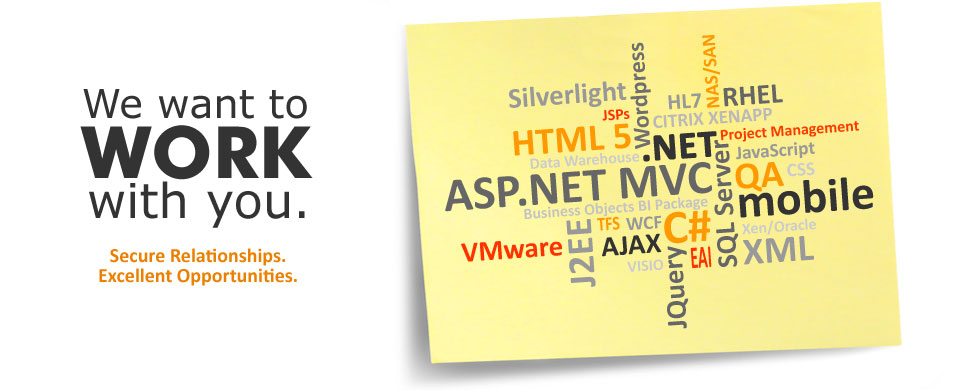 We want to
WORK
with you.
Secure Relationships.
Excellent Opportunities.
Silverlight
Wordpress
NAS/SAN
HL7
RHEL
JSPs
CITRIX XENAPP
HTML 5
.NET
Project Management
Data Warehouse
JavaScript
ASP.NET MVC
SQL Server
QA
CSS
mobile
Business Objects BI Package
J2EE
TFS
WCF
C#
Xen/Oracle
VMware
AJAX
EAI
XML
VISIO
JQuery